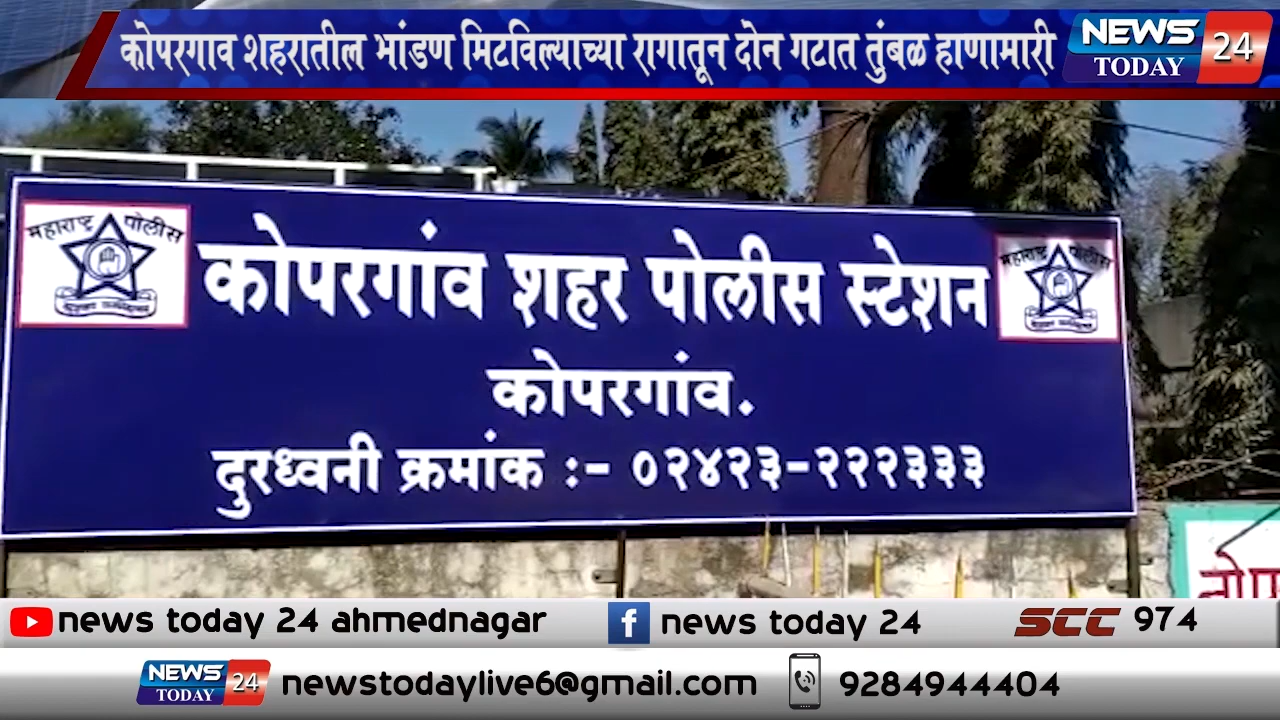 कोपरगाव शहरातील भांडण मिटविल्याच्या रागातून दोन गटात तुंबळ हाणामारी
NEWS TODAY 24
महाराष्ट्र पोलीस
महाराष्ट्र पोलीस
कोपरगांव शहर पोलीस स्टेशन
कोपरगांव.
दुरध्वनी क्रमांक :- ०२४२३-२२२३३३
news today 24 ahmednagar
news today 24
SCC 974
NEWS TODAY 24
newstodaylive6@gmail.com
9284944404